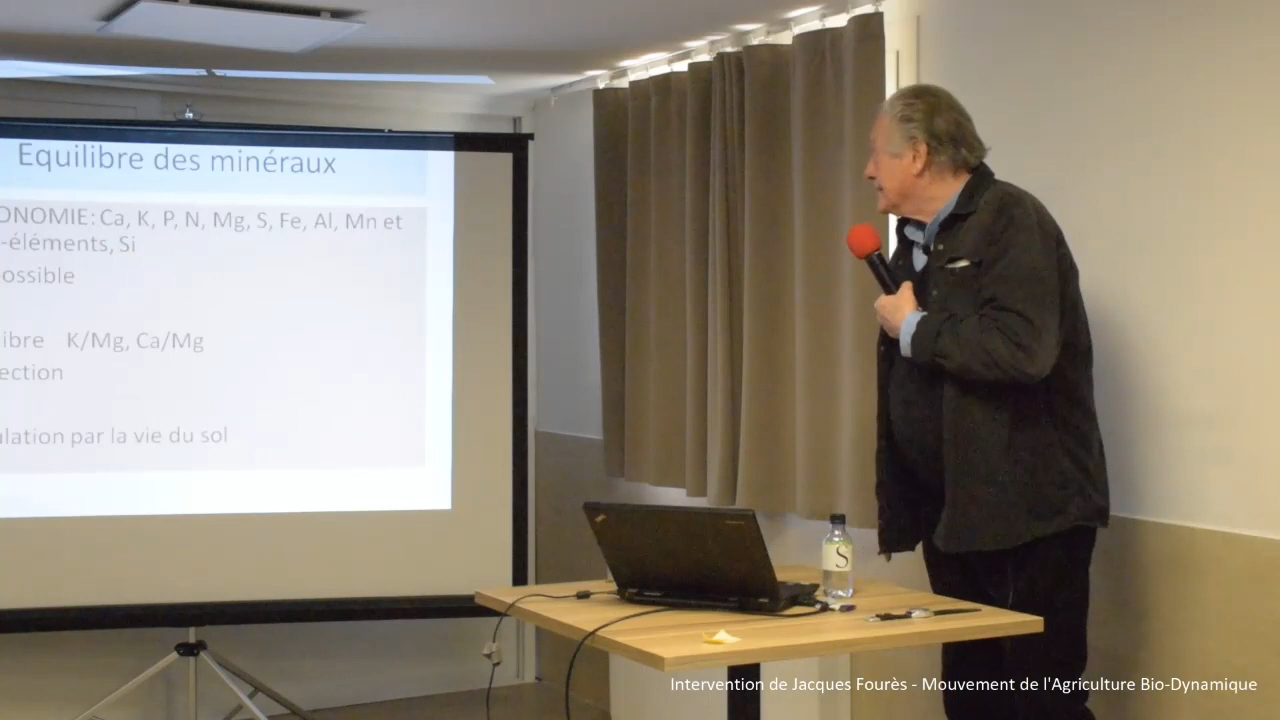 Equilibre des minéraux
ONOMIE: Ca, K, P, N, Mg, S, Fe, Al, Mn et
-éléments, Si
ossible
ibre K/Mg, Ca/Mg
ection
ulation par la vie du sol
S
Intervention de Jacques Fourès - Mouvement de l'Agriculture Bio-Dynamique